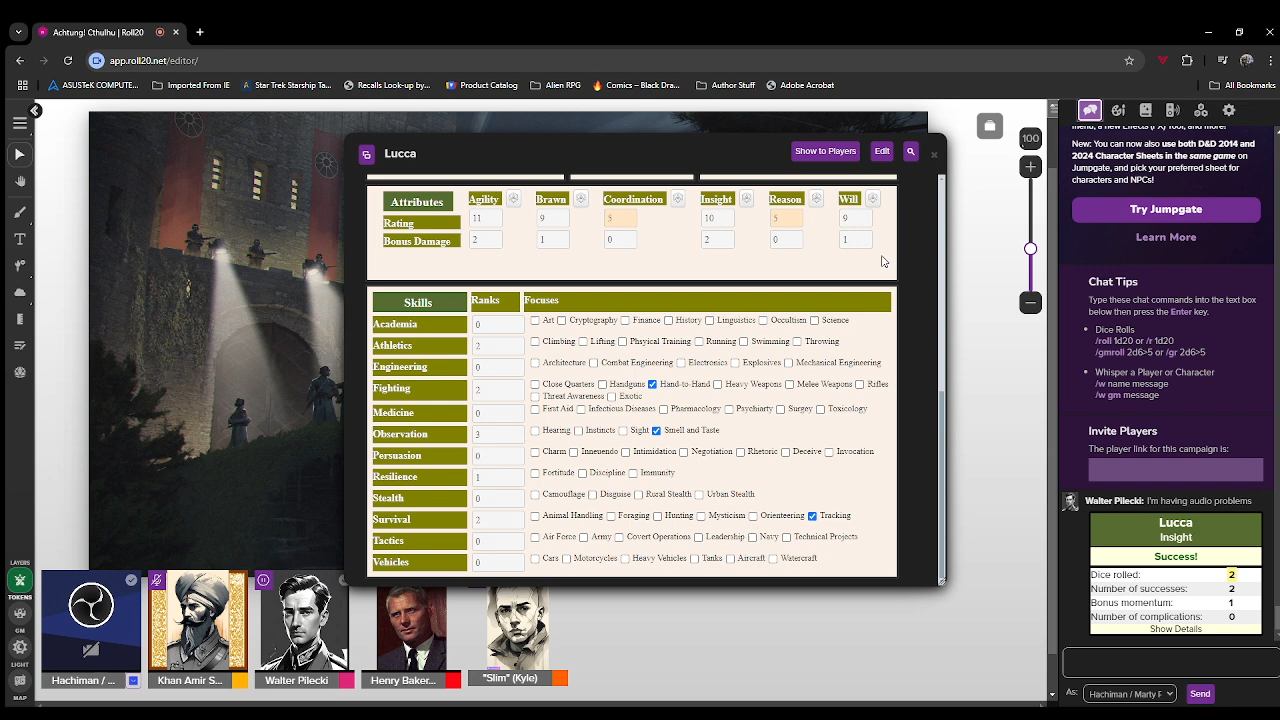 Achtung! Cthulhu | Roll20
app.roll20.net/editor/
ASUSTeK COMPUTE... Imported From IE Star Trek Starship Ta... Recalls Look-up by... Product Catalog Alien RPG Comics – Black Dra... Author Stuff Adobe Acrobat All Bookmarks
Lucca
Show to Players Edit
Attributes Agility Brawn Coordination Insight Reason Will
Rating 11 9 5 10 5 9
Bonus Damage 2 1 0 2 0 1
Skills Ranks Focuses
Academia 0 Art Cryptography Finance History Linguistics Occultism Science
Athletics 2 Climbing Lifting Phsyical Training Running Swimming Throwing
Engineering 0 Architecture Combat Engineering Electronics Explosives Mechanical Engineering
Fighting 2 Close Quarters Handguns Hand-to-Hand Heavy Weapons Melee Weapons Rifles
Threat Awareness Exotic
Medicine 0 First Aid Infectious Diseases Pharmacology Psychiarty Surgey Toxicology
Observation 3 Hearing Instincts Sight Smell and Taste
Persuasion 0 Charm Inneuendo Intimidation Negotiation Rhetoric Deceive Invocation
Resilience 1 Fortitude Discipline Immunity
Stealth 0 Camouflage Disguise Rural Stealth Urban Stealth
Survival 2 Animal Handling Foraging Hunting Mysticism Orienteering Tracking
Tactics 0 Air Force Army Covert Operations Leadership Navy Technical Projects
Vehicles 0 Cars Motorcycles Heavy Vehicles Tanks Aircraft Watercraft
LAYERS
TOKENS
GM
LIGHT
MAP
Hachiman / ...
Khan Amir S...
Walter Pilecki
Henry Baker...
"Slim" (Kyle)
100
menu, a new Effects (FX) Tool, and more!
New: You can now also use both D&D 2014 and
2024 Character Sheets in the same game on
Jumpgate, and pick your preferred sheet for
characters and NPCs!
Try Jumpgate
Learn More
Chat Tips
Type these chat commands into the text box
below then press the Enter key.
Dice Rolls
/roll 1d20 or /r 1d20
/gmroll 2d6>5 or /gr 2d6>5
Whisper a Player or Character
/w name message
/w gm message
Invite Players
The player link for this campaign is:
Walter Pilecki: I'm having audio problems
Lucca
Insight
Success!
Dice rolled: 2
Number of successes: 2
Bonus momentum: 1
Number of complications: 0
Show Details
As: Hachiman / Marty F
Send